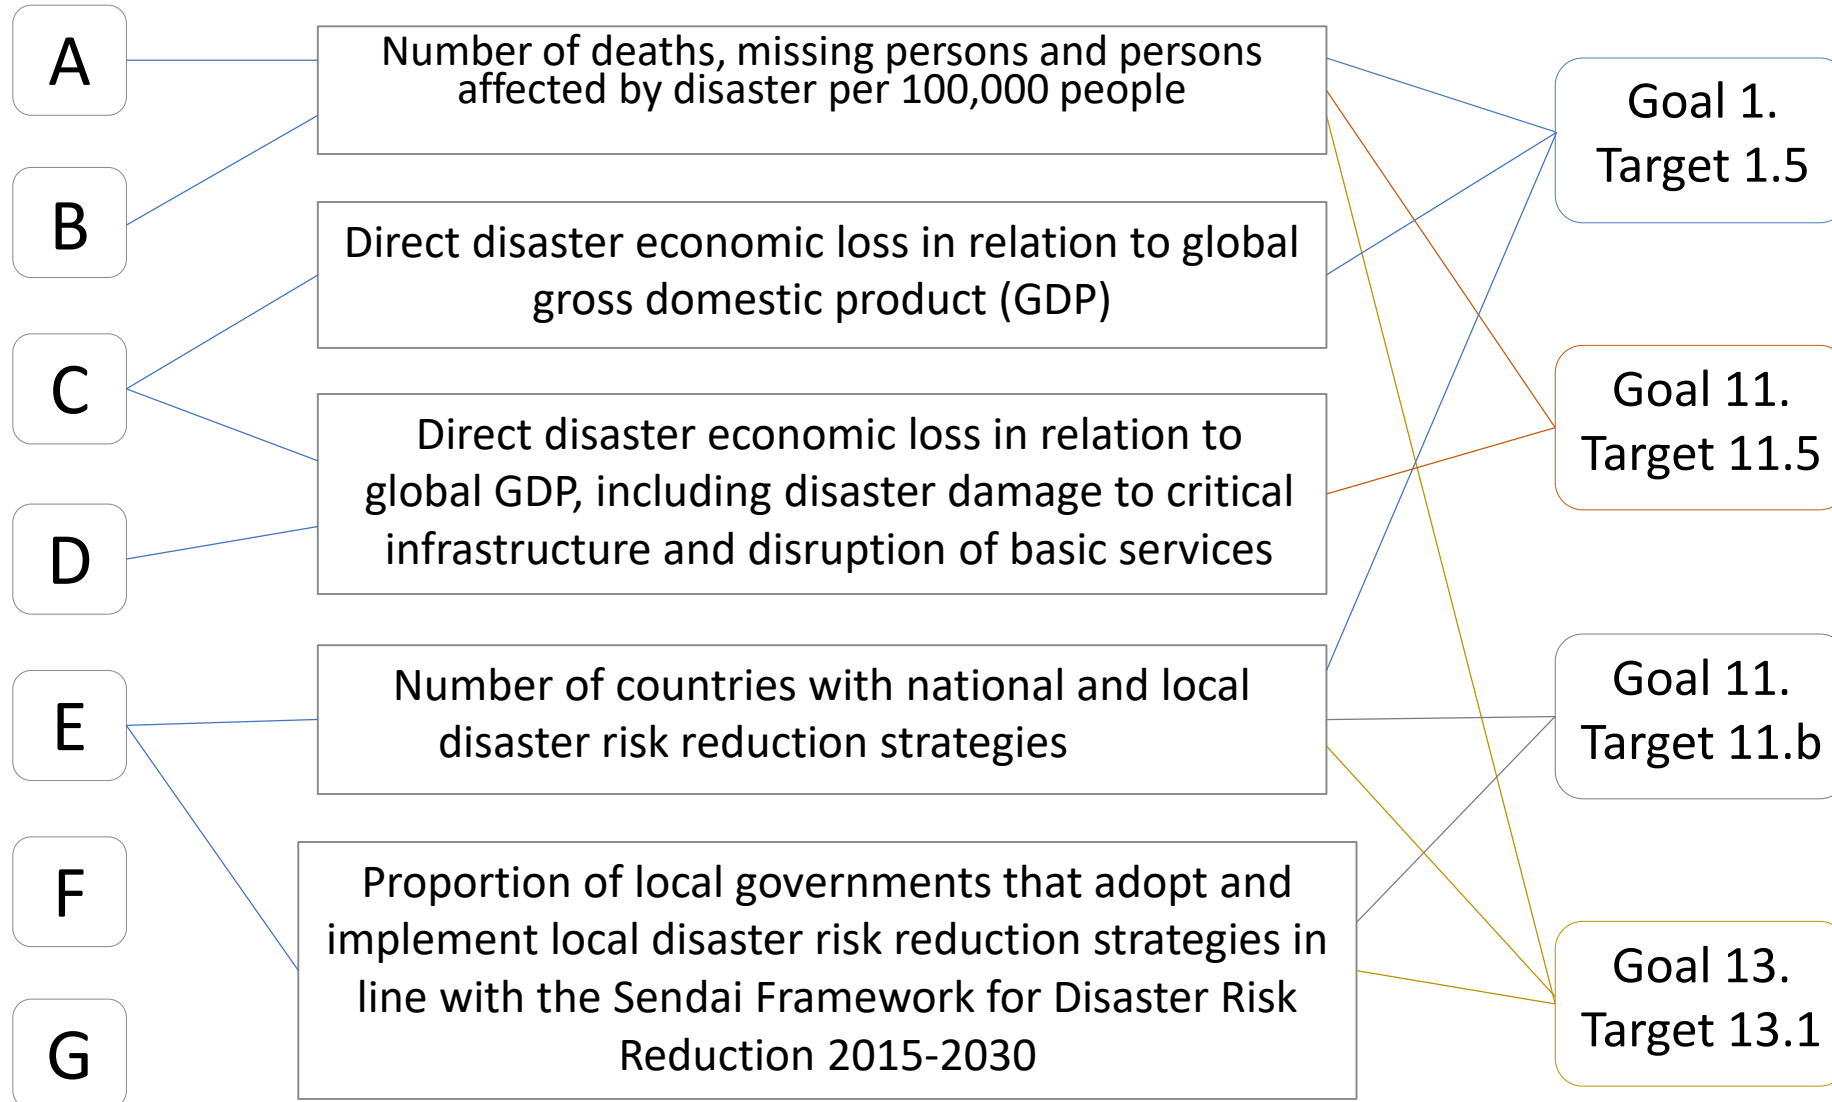 A
B
C
D
E
F
G
Number of deaths, missing persons and persons
affected by disaster per 100,000 people
Direct disaster economic loss in relation to global
gross domestic product (GDP)
Direct disaster economic loss in relation to
global GDP, including disaster damage to critical
infrastructure and disruption of basic services
Number of countries with national and local
disaster risk reduction strategies
Proportion of local governments that adopt and
implement local disaster risk reduction strategies in
line with the Sendai Framework for Disaster Risk
Reduction 2015-2030
Goal 1.
Target 1.5
Goal 11.
Target 11.5
Goal 11.
Target 11.b
Goal 13.
Target 13.1